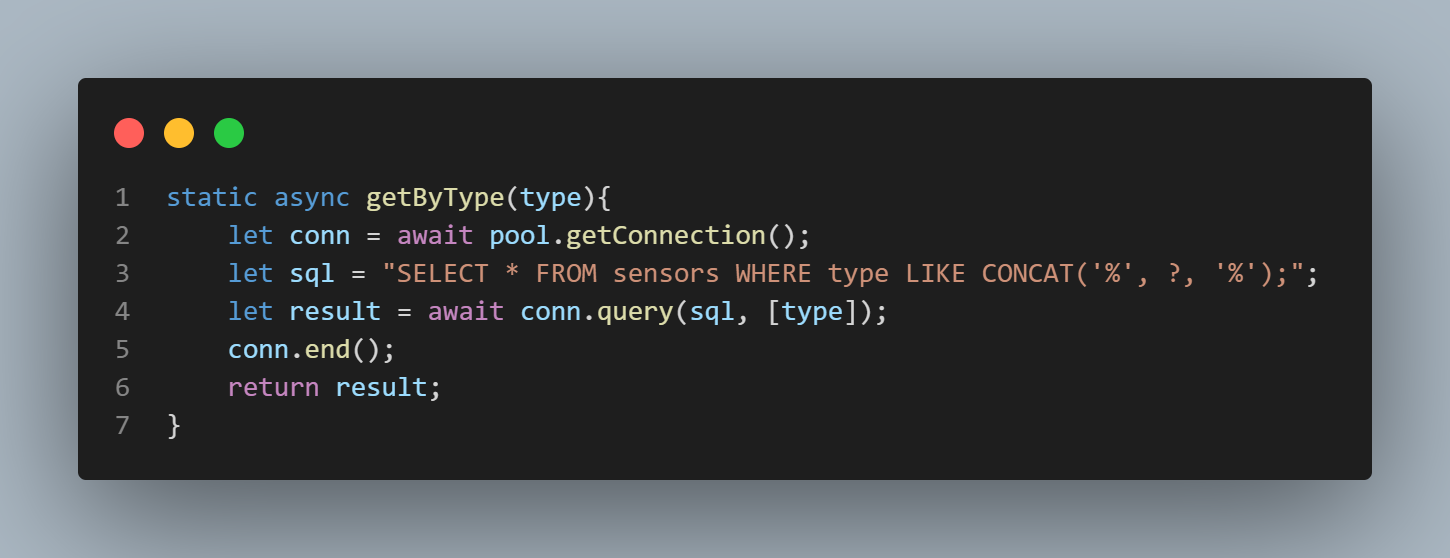 1 static async getByType(type){
2     let conn = await pool.getConnection();
3     let sql = "SELECT * FROM sensors WHERE type LIKE CONCAT('%', ?, '%');";
4     let result = await conn.query(sql, [type]);
5     conn.end();
6     return result;
7 }